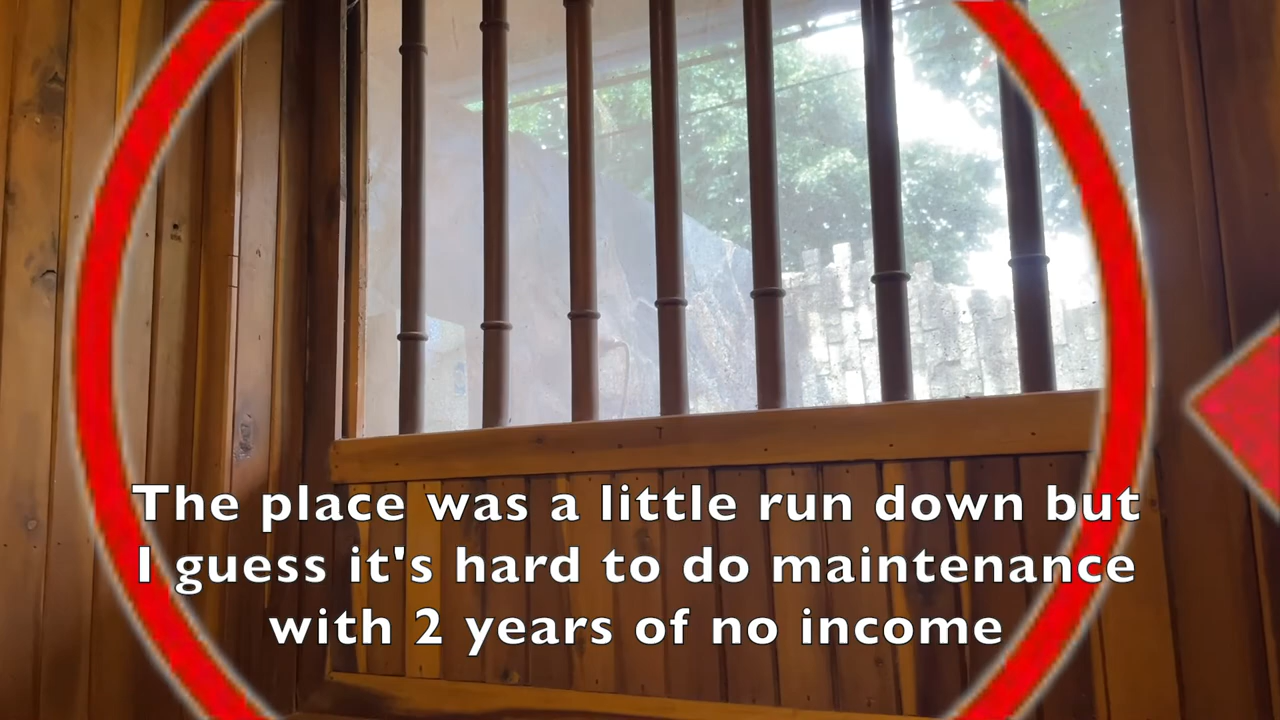 The place was a little run down but
I guess it's hard to do maintenance
with 2 years of no income